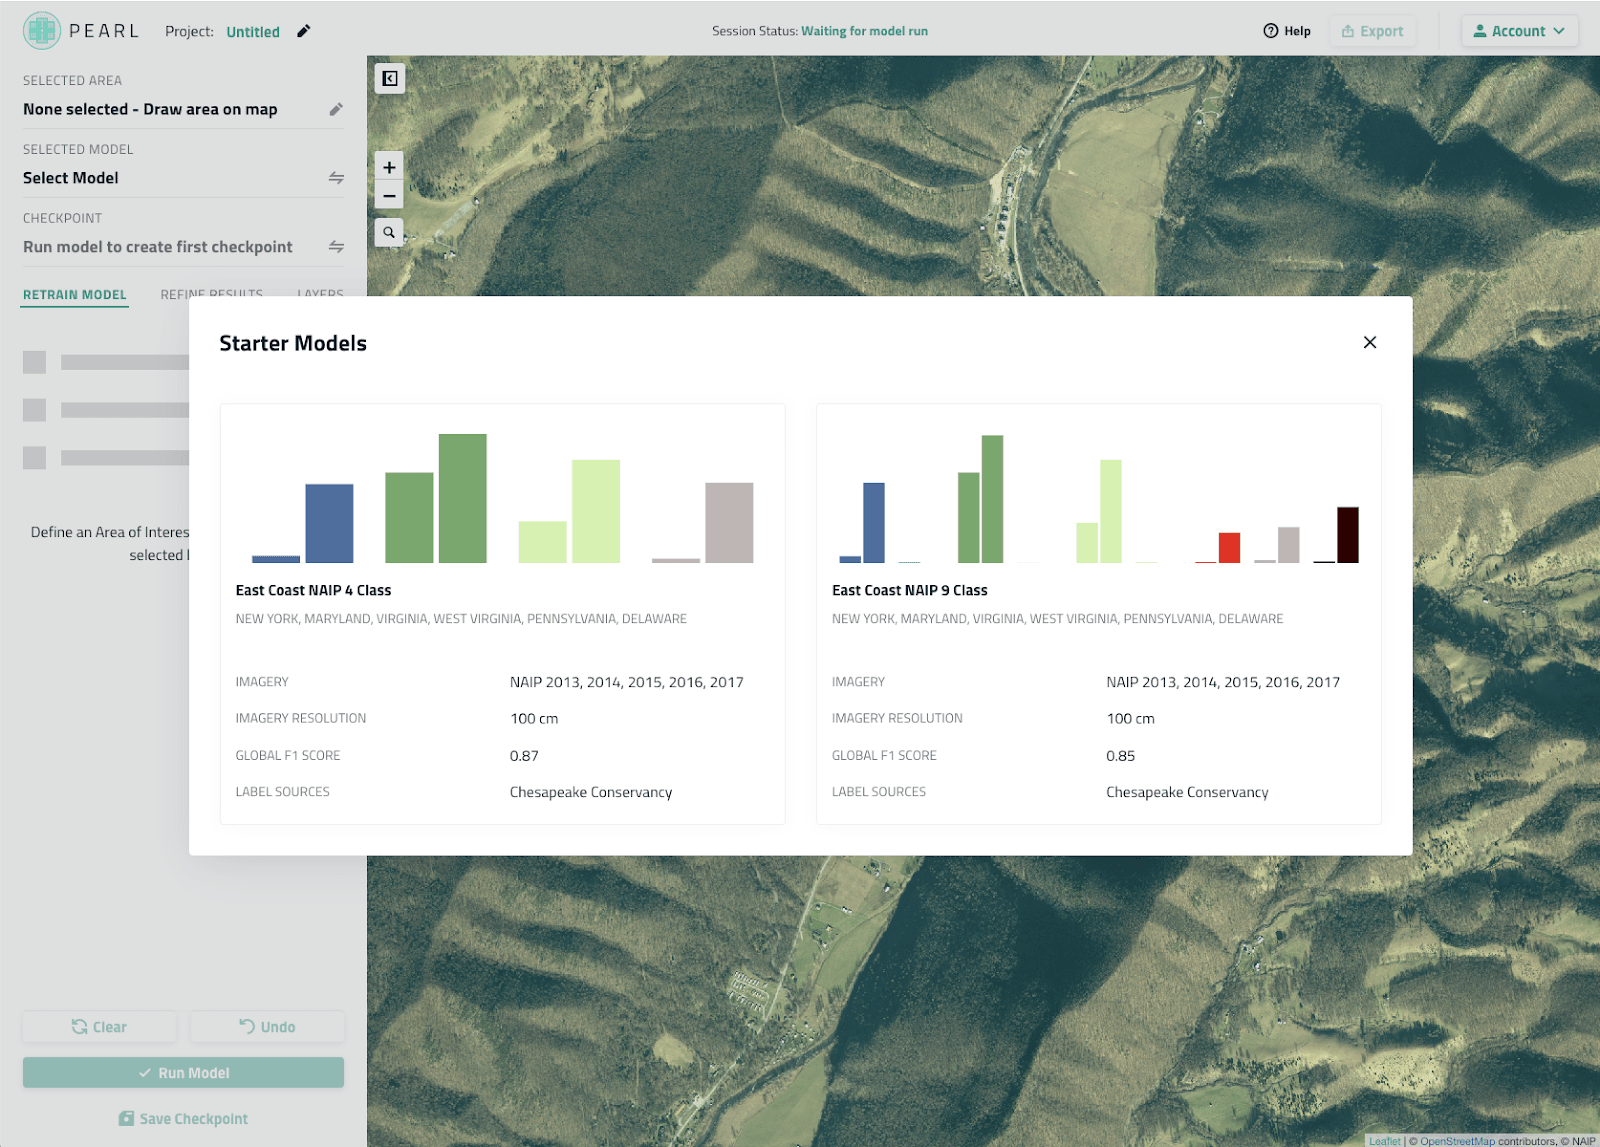 PEARL Project: Untitled Session Status: Waiting for model run Help Export Account
SELECTED AREA
None selected - Draw area on map
SELECTED MODEL
Select Model
CHECKPOINT
Run model to create first checkpoint
RETRAIN MODEL REFINE RESULTS LAYERS
Define an Area of Interes
selected
Starter Models
East Coast NAIP 4 Class
NEW YORK, MARYLAND, VIRGINIA, WEST VIRGINIA, PENNSYLVANIA, DELAWARE
IMAGERY NAIP 2013, 2014, 2015, 2016, 2017
IMAGERY RESOLUTION 100 cm
GLOBAL F1 SCORE 0.87
LABEL SOURCES Chesapeake Conservancy
East Coast NAIP 9 Class
NEW YORK, MARYLAND, VIRGINIA, WEST VIRGINIA, PENNSYLVANIA, DELAWARE
IMAGERY NAIP 2013, 2014, 2015, 2016, 2017
IMAGERY RESOLUTION 100 cm
GLOBAL F1 SCORE 0.85
LABEL SOURCES Chesapeake Conservancy
Clear Undo
Run Model
Save Checkpoint
Leaflet | © OpenStreetMap contributors, © NAIP